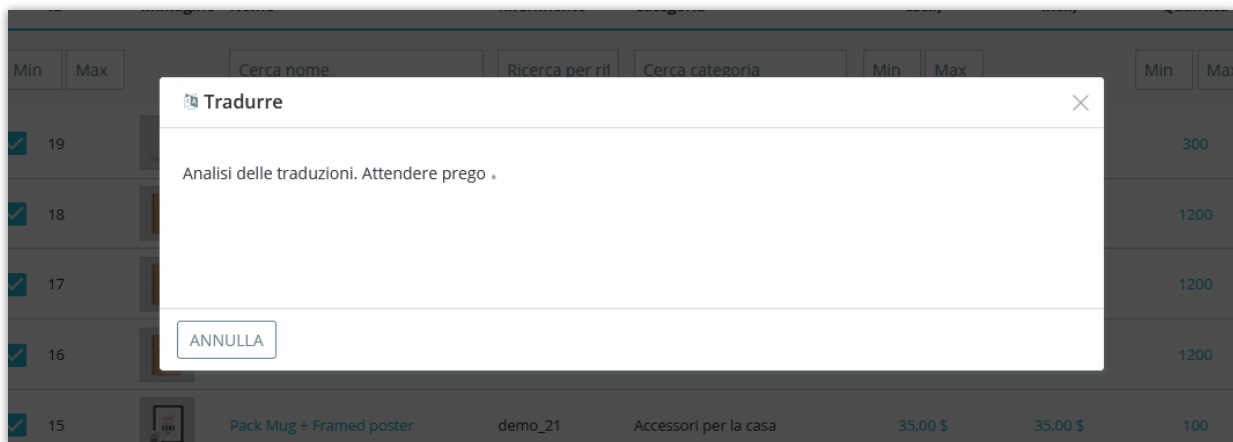 Min Max Cerca nome Ricerca per rif Cerca categoria Min Max Min Max
Tradurre
19 300
Analisi delle traduzioni. Attendere prego
18 1200
17 1200
ANNULLA
16 1200
15 Pack Mug + Framed poster demo_21 Accessori per la casa 35,00 $ 35,00 $ 100